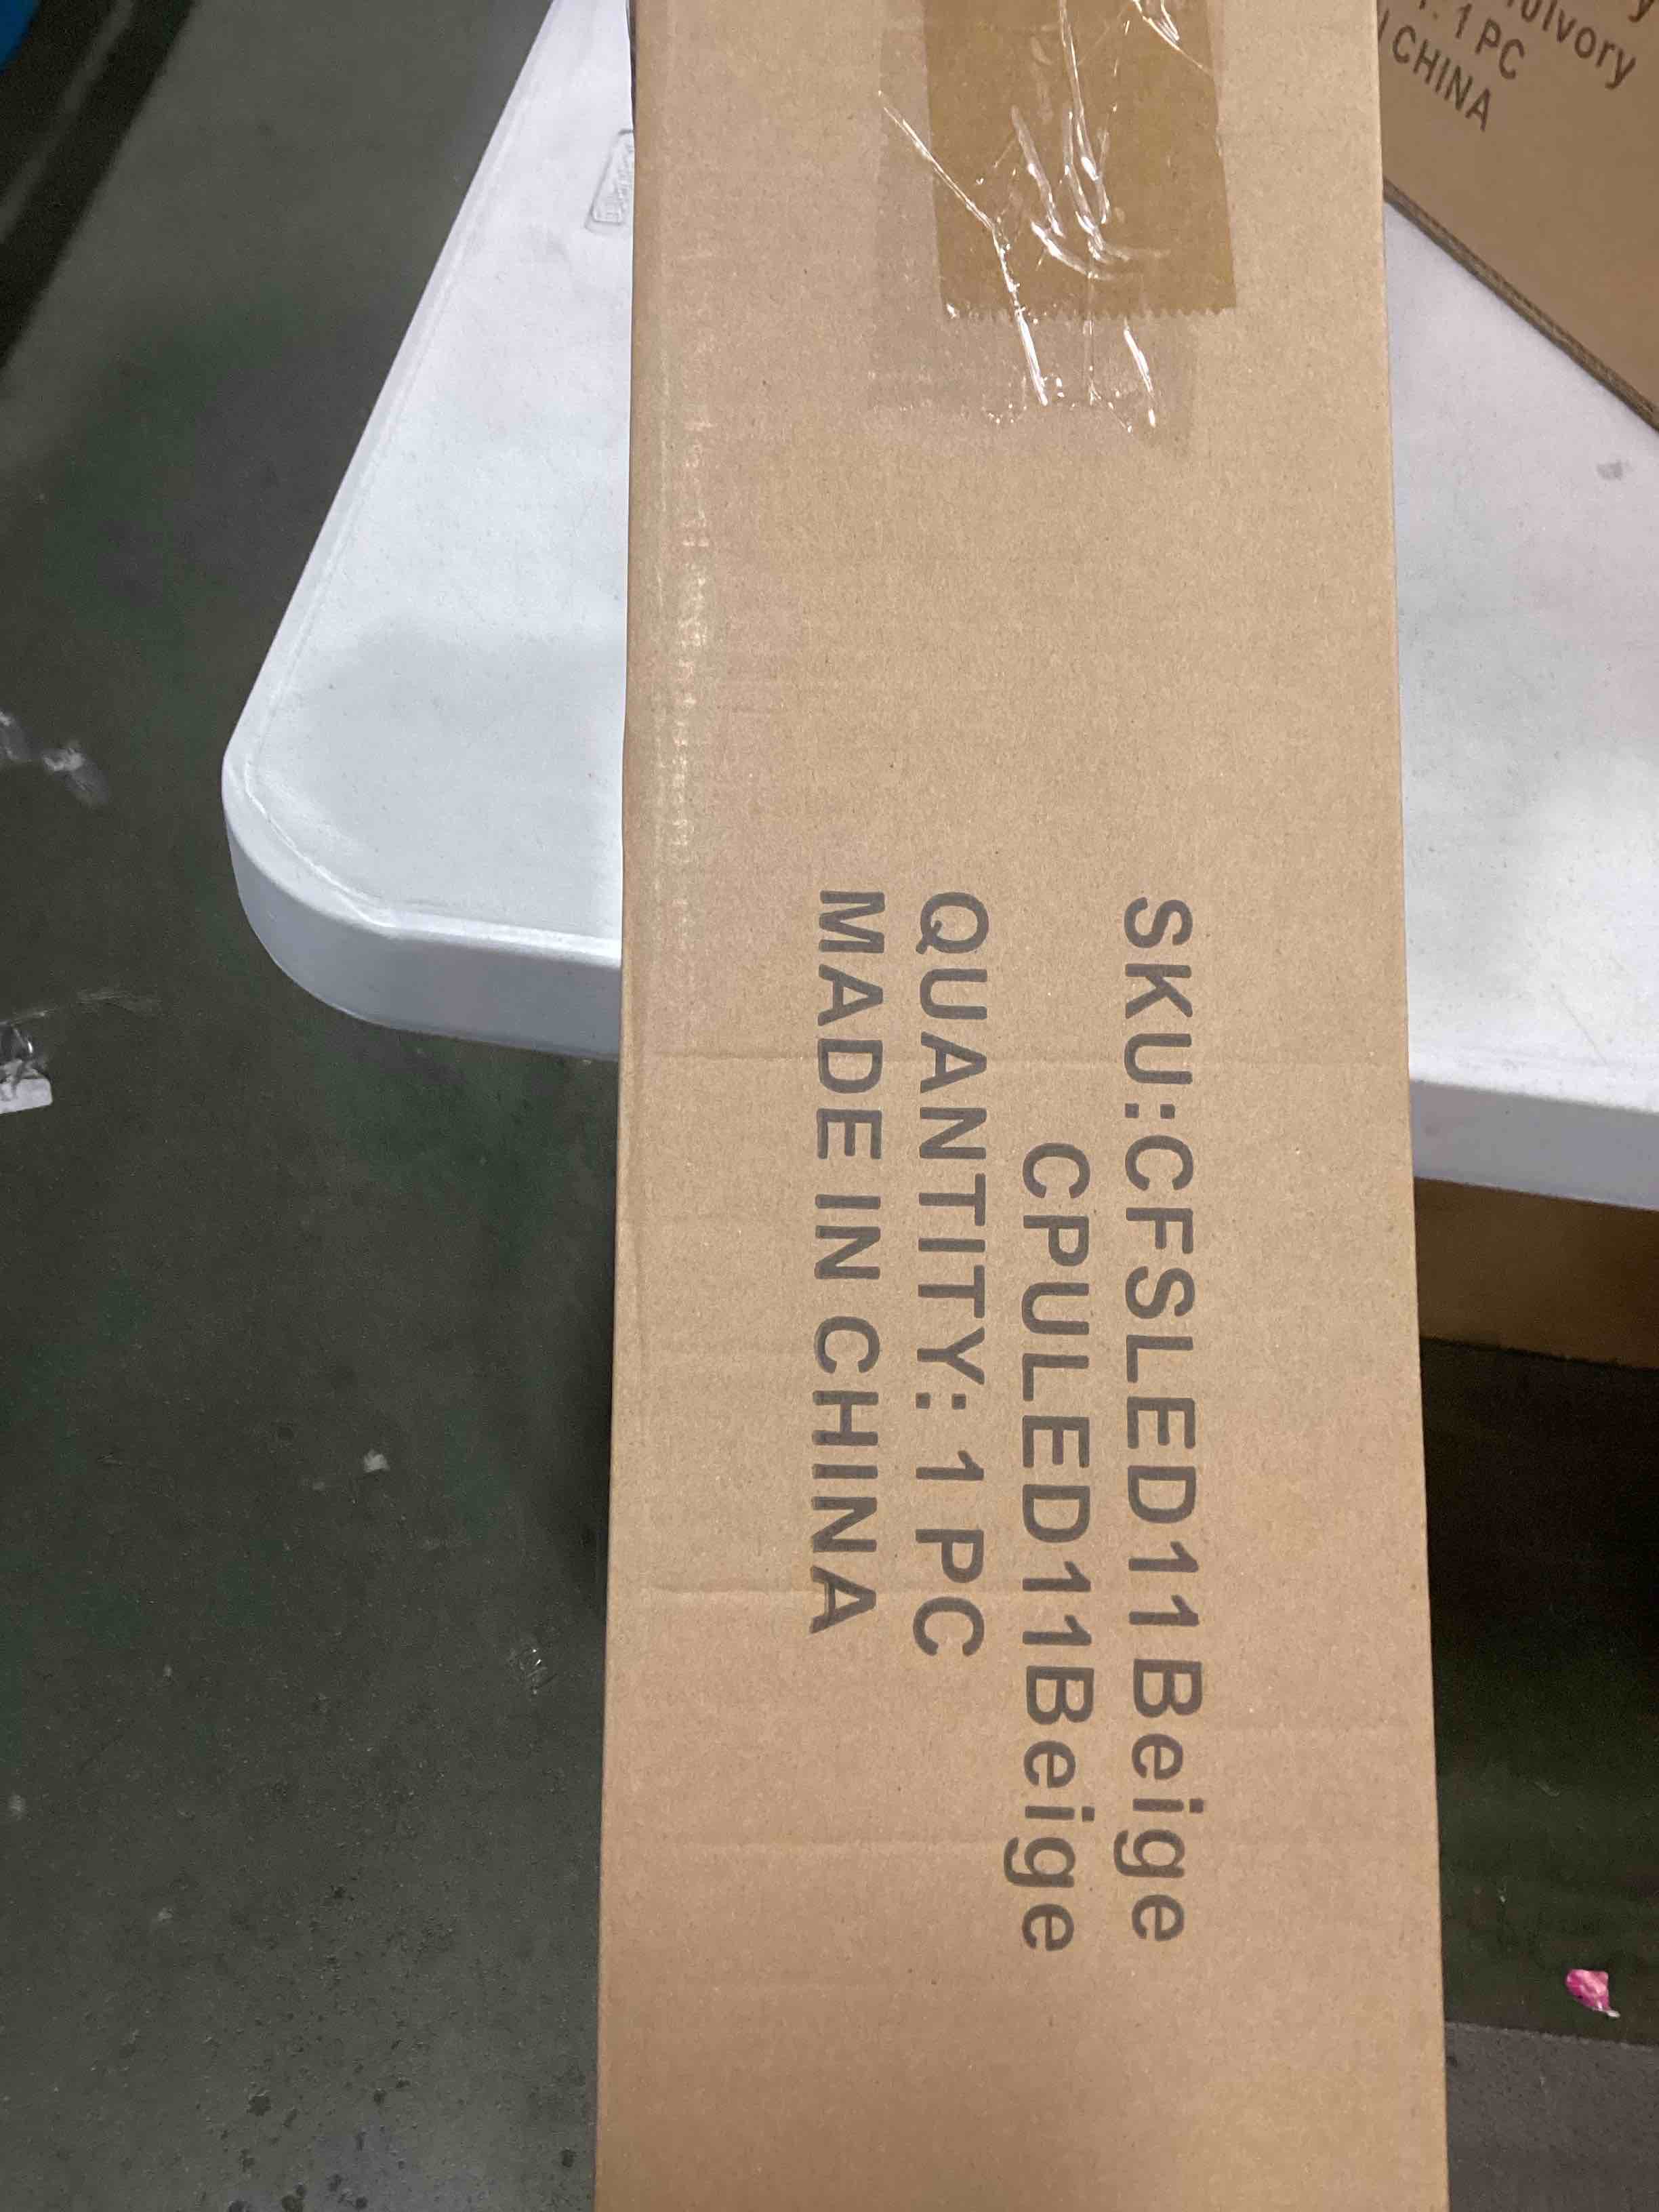 SKU:CFSLED11Beige
CPULED11Beige
QUANTITY: 1 PC
MADE IN CHINA
1 PC
CHINA